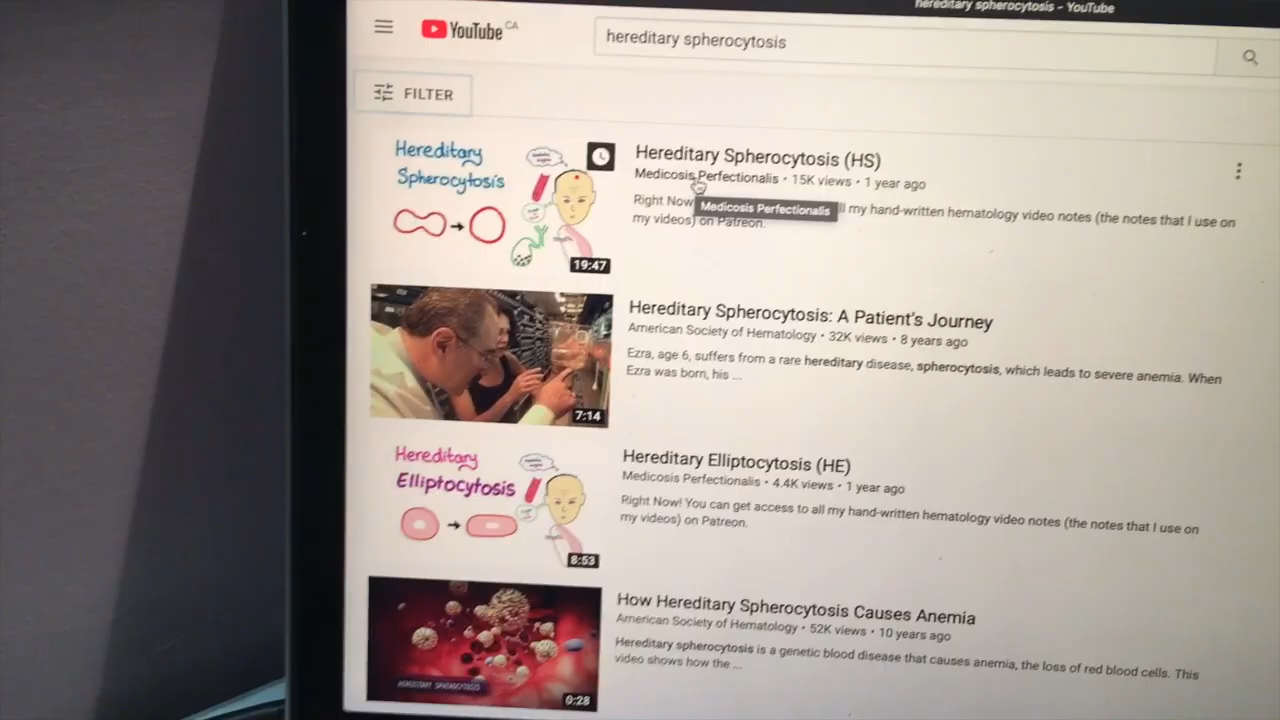 hereditary spherocytosis - YouTube
YouTube CA
hereditary spherocytosis
FILTER
Hereditary
Spherocytosis
19:47
Hereditary Spherocytosis (HS)
Medicosis Perfectionalis • 15K views • 1 year ago
Medicosis Perfectionalis
Right Now ll my hand-written hematology video notes (the notes that I use on
my videos) on Patreon.
7:14
Hereditary Spherocytosis: A Patient's Journey
American Society of Hematology • 32K views • 8 years ago
Ezra, age 6, suffers from a rare hereditary disease, spherocytosis, which leads to severe anemia. When
Ezra was born, his ...
Hereditary
Elliptocytosis
8:53
Hereditary Elliptocytosis (HE)
Medicosis Perfectionalis • 4.4K views • 1 year ago
Right Now! You can get access to all my hand-written hematology video notes (the notes that I use on
my videos) on Patreon.
HEREDITARY SPHEROCYTOSIS
0:28
How Hereditary Spherocytosis Causes Anemia
American Society of Hematology • 52K views • 10 years ago
Hereditary spherocytosis is a genetic blood disease that causes anemia, the loss of red blood cells. This
video shows how the ...